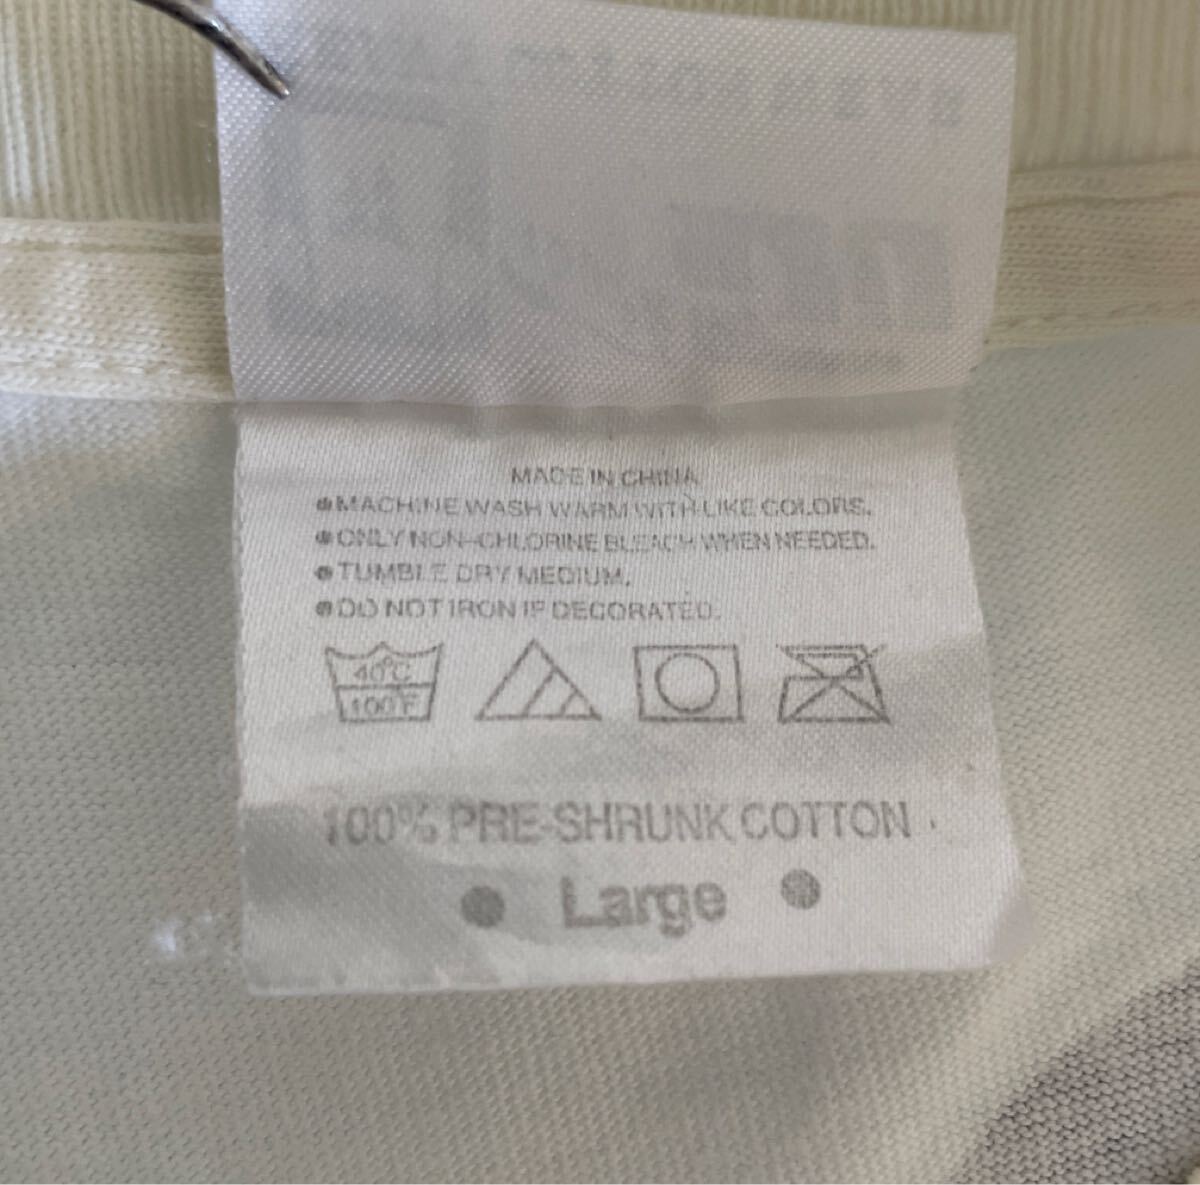 MADE IN CHINA
●MACHINE WASH WARM WITH LIKE COLORS.
●ONLY NON-CHLORINE BLEACH WHEN NEEDED.
●TUMBLE DRY MEDIUM.
●DO NOT IRON IF DECORATED.
40°C
100°F
100% PRE-SHRUNK COTTON
● Large ●